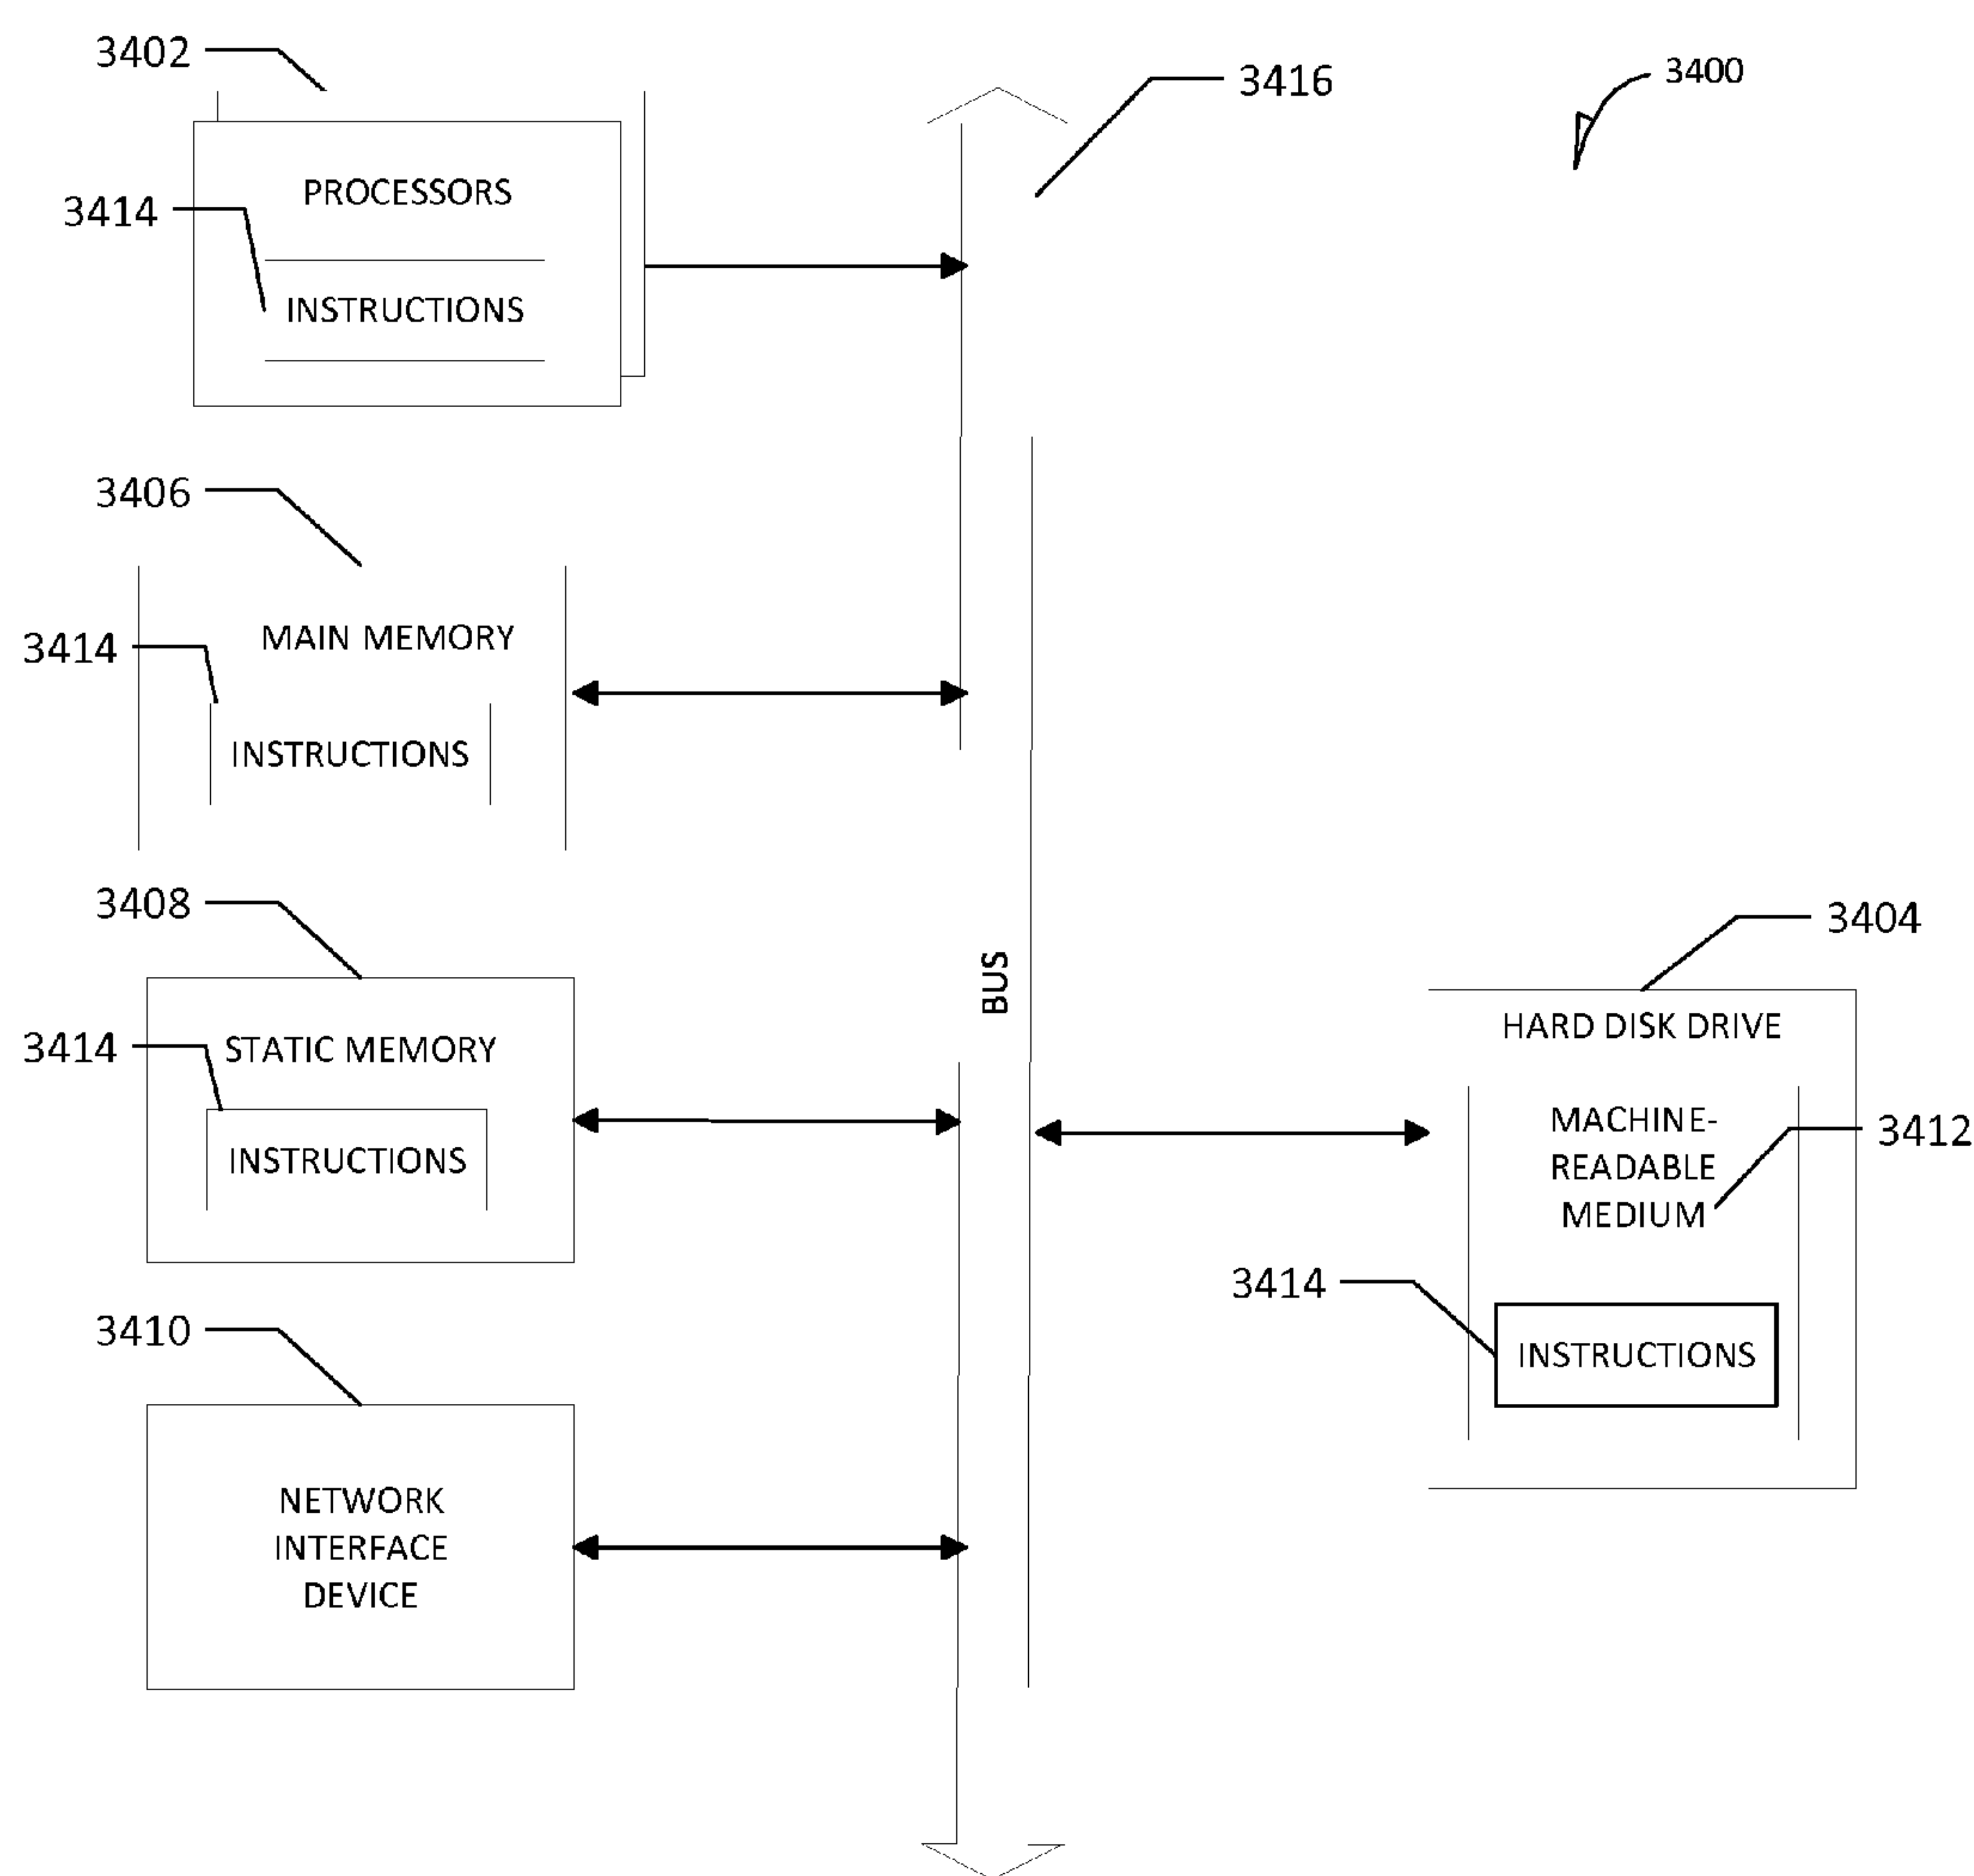 3402
3416
3400
PROCESSORS
3414
INSTRUCTIONS
3406
MAIN MEMORY
3414
INSTRUCTIONS
3408
3404
BUS
HARD DISK DRIVE
STATIC MEMORY
3414
MACHINE-
READABLE
MEDIUM
3412
INSTRUCTIONS
3414
3410
INSTRUCTIONS
NETWORK
INTERFACE
DEVICE